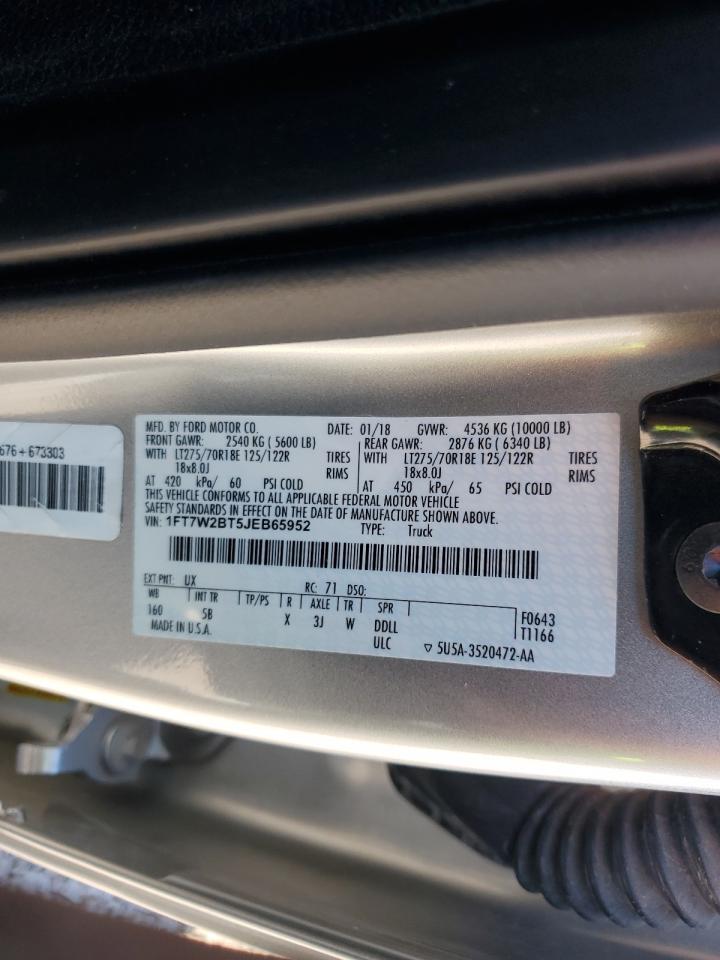 676 + 673303
MFD. BY FORD MOTOR CO. DATE: 01/18 GVWR: 4536 KG (10000 LB)
FRONT GAWR: 2540 KG ( 5600 LB) REAR GAWR: 2876 KG ( 6340 LB)
WITH LT275/70R18E 125/122R TIRES WITH LT275/70R18E 125/122R TIRES
18x8.0J RIMS 18x8.0J RIMS
AT 420 kPa/ 60 PSI COLD AT 450 kPa/ 65 PSI COLD
THIS VEHICLE CONFORMS TO ALL APPLICABLE FEDERAL MOTOR VEHICLE
SAFETY STANDARDS IN EFFECT ON THE DATE OF MANUFACTURE SHOWN ABOVE.
VIN: 1FT7W2BT5JEB65952 TYPE: Truck
EXT PNT: UX RC: 71 DSO:
WB INT TR TP/PS R AXLE TR SPR F0643
160 5B X 3J W DDLL T1166
MADE IN U.S.A. ULC ▽ 5U5A-3520472-AA